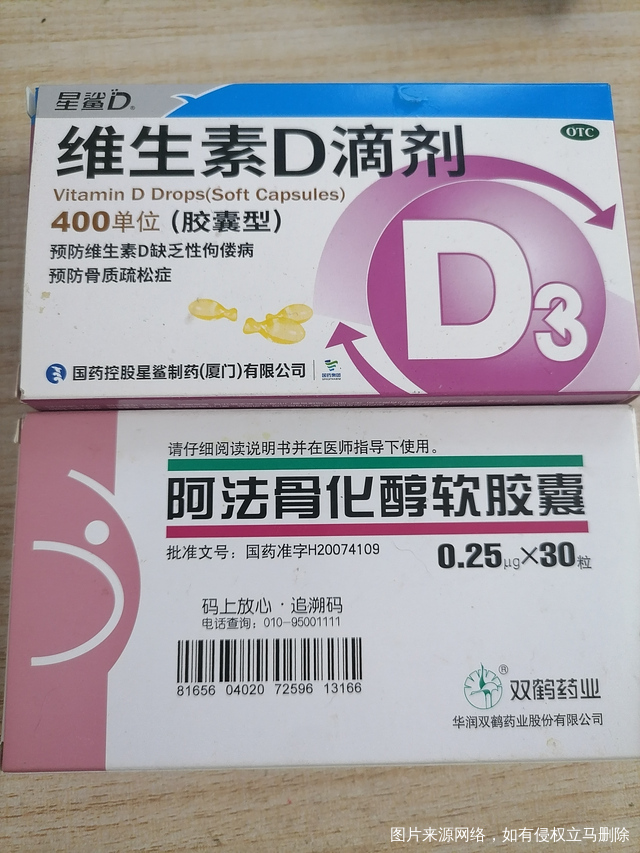 星鲨D®
OTC
维生素D滴剂
Vitamin D Drops(Soft Capsules)
400单位(胶囊型)
预防维生素D缺乏性佝偻病
预防骨质疏松症
D3
国药控股星鲨制药(厦门)有限公司
国药集团
请仔细阅读说明书并在医师指导下使用。
阿法骨化醇软胶囊
批准文号：国药准字H20074109
0.25μg×30粒
码上放心·追溯码
电话查询：010-95001111
81656 04020 72596 13166
®
双鹤药业
华润双鹤药业股份有限公司
图片来源网络，如有侵权立马删除